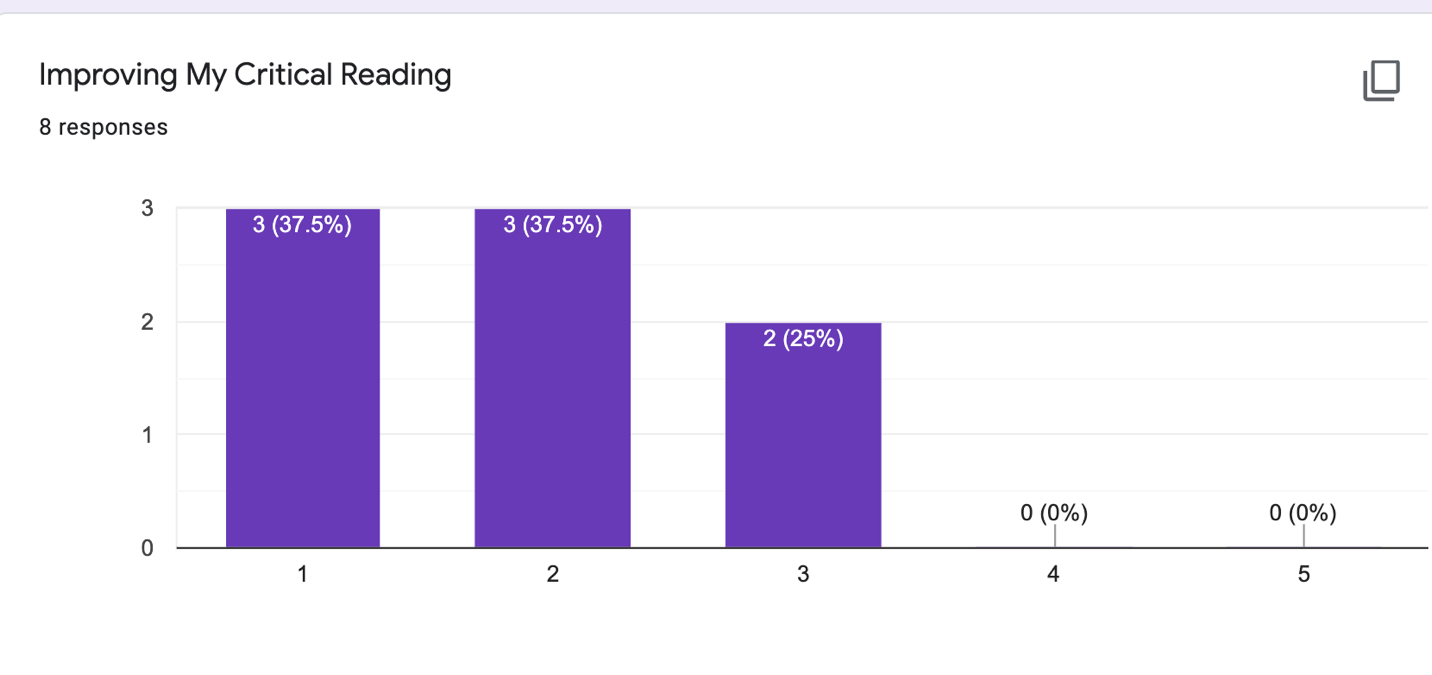 Improving My Critical Reading
8 responses
3
3 (37.5%) 3 (37.5%)
2
2 (25%)
1
0 (0%) 0 (0%)
0
1 2 3 4 5